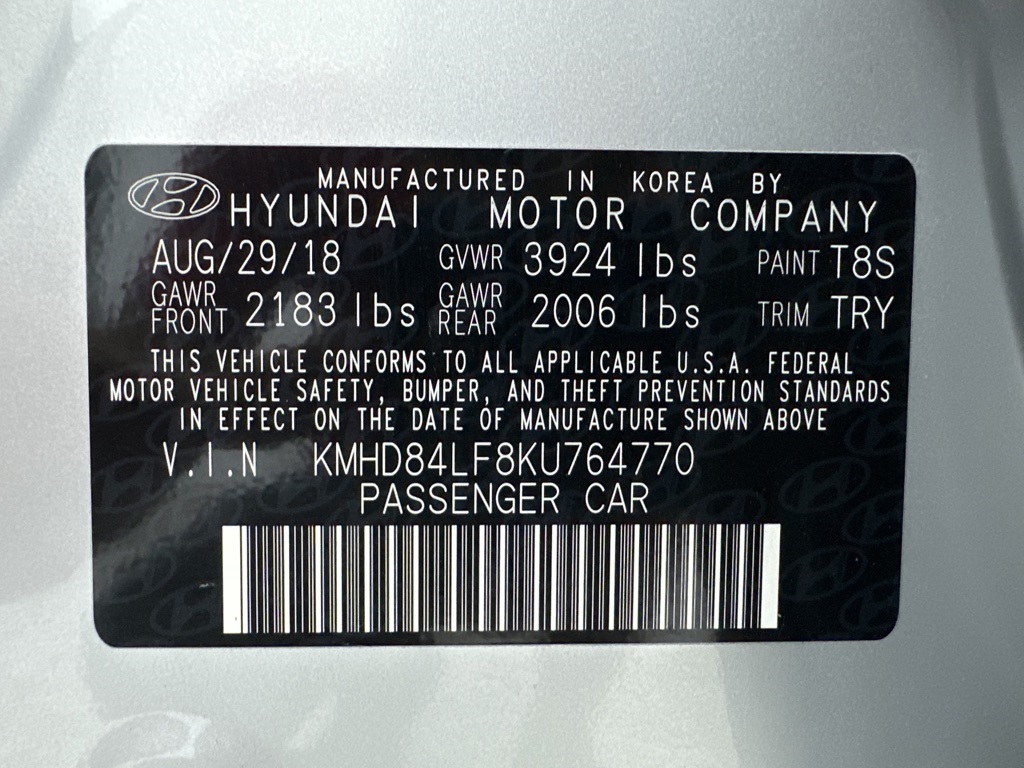 MANUFACTURED IN KOREA BY
HYUNDAI MOTOR COMPANY
AUG/29/18 GVWR 3924 lbs PAINT T8S
GAWR FRONT 2183 lbs GAWR REAR 2006 lbs TRIM TRY
THIS VEHICLE CONFORMS TO ALL APPLICABLE U.S.A. FEDERAL
MOTOR VEHICLE SAFETY, BUMPER, AND THEFT PREVENTION STANDARDS
IN EFFECT ON THE DATE OF MANUFACTURE SHOWN ABOVE
V.I.N KMHD84LF8KU764770
PASSENGER CAR